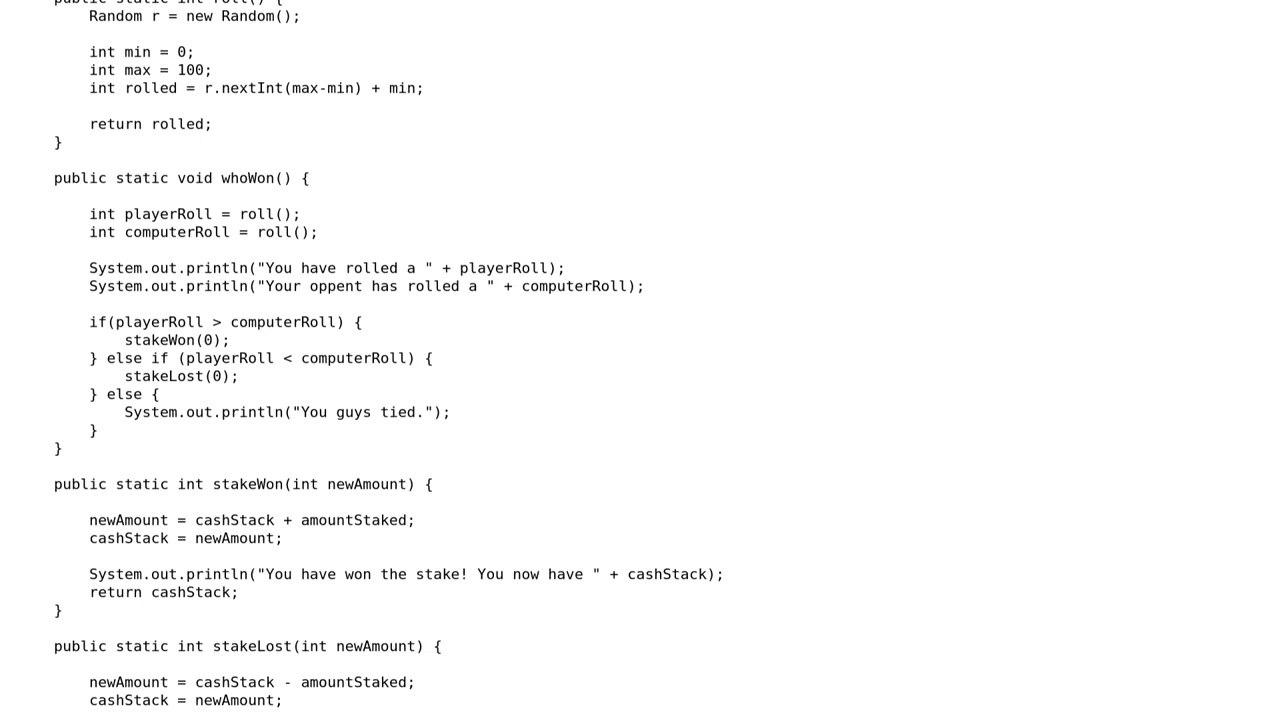 public static int roll() {
Random r = new Random();
int min = 0;
int max = 100;
int rolled = r.nextInt(max-min) + min;
return rolled;
}
public static void whoWon() {
int playerRoll = roll();
int computerRoll = roll();
System.out.println("You have rolled a " + playerRoll);
System.out.println("Your oppent has rolled a " + computerRoll);
if(playerRoll > computerRoll) {
stakeWon(0);
} else if (playerRoll < computerRoll) {
stakeLost(0);
} else {
System.out.println("You guys tied.");
}
}
public static int stakeWon(int newAmount) {
newAmount = cashStack + amountStaked;
cashStack = newAmount;
System.out.println("You have won the stake! You now have " + cashStack);
return cashStack;
}
public static int stakeLost(int newAmount) {
newAmount = cashStack - amountStaked;
cashStack = newAmount;